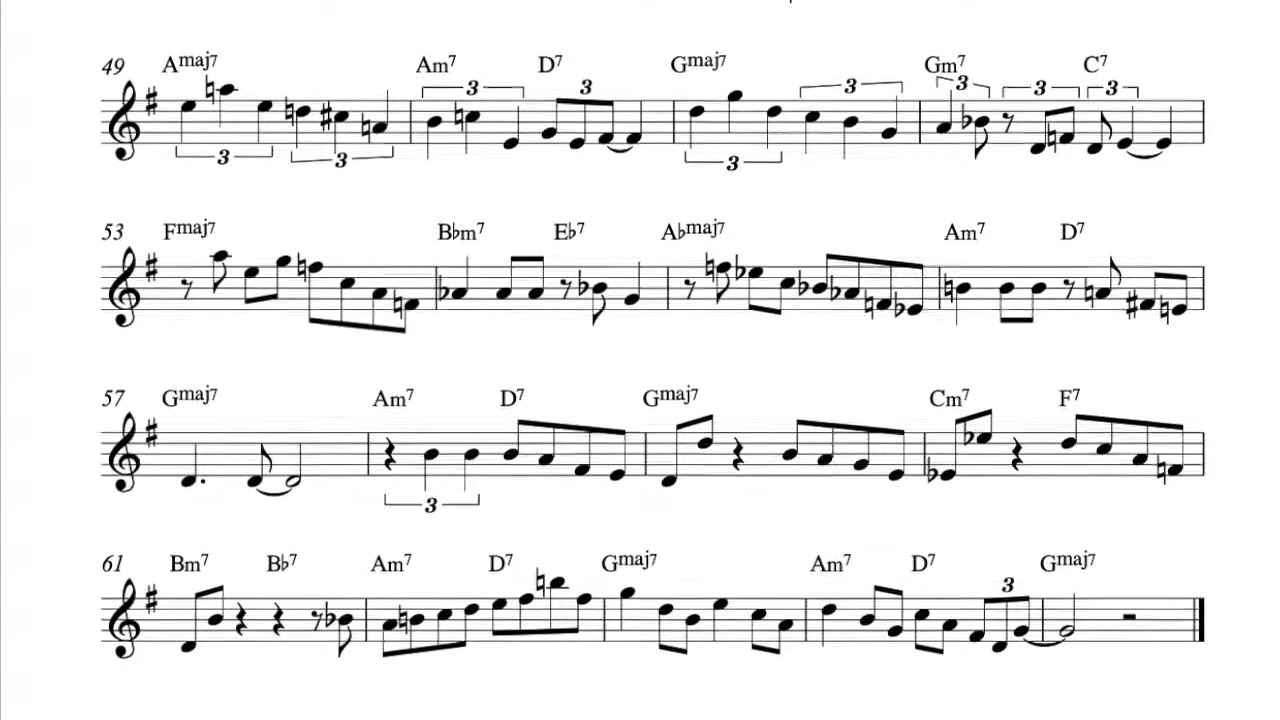 49 Amaj7 Am7 D7 Gmaj7 Gm7 C7
3 3 3 3 3 3 3
3 3 3
53 Fmaj7 B♭m7 E♭7 A♭maj7 Am7 D7
57 Gmaj7 Am7 D7 Gmaj7 Cm7 F7
3
61 Bm7 B♭7 Am7 D7 Gmaj7 Am7 D7 Gmaj7
3